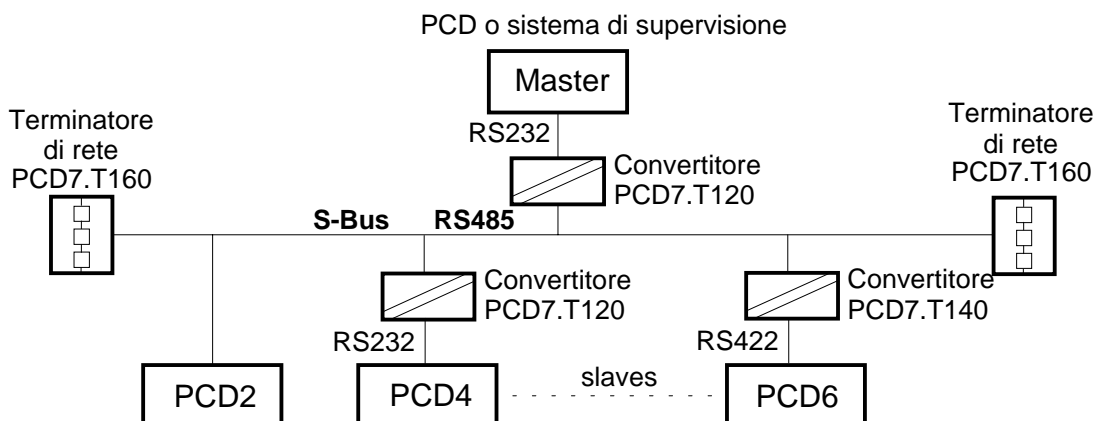 PCD o sistema di supervisione
Master
RS232
Terminatore
di rete
PCD7.T160
Convertitore
PCD7.T120
Terminatore
di rete
PCD7.T160
S-Bus RS485
Convertitore
PCD7.T120
Convertitore
PCD7.T140
RS232
RS422
PCD2
PCD4
slaves
PCD6